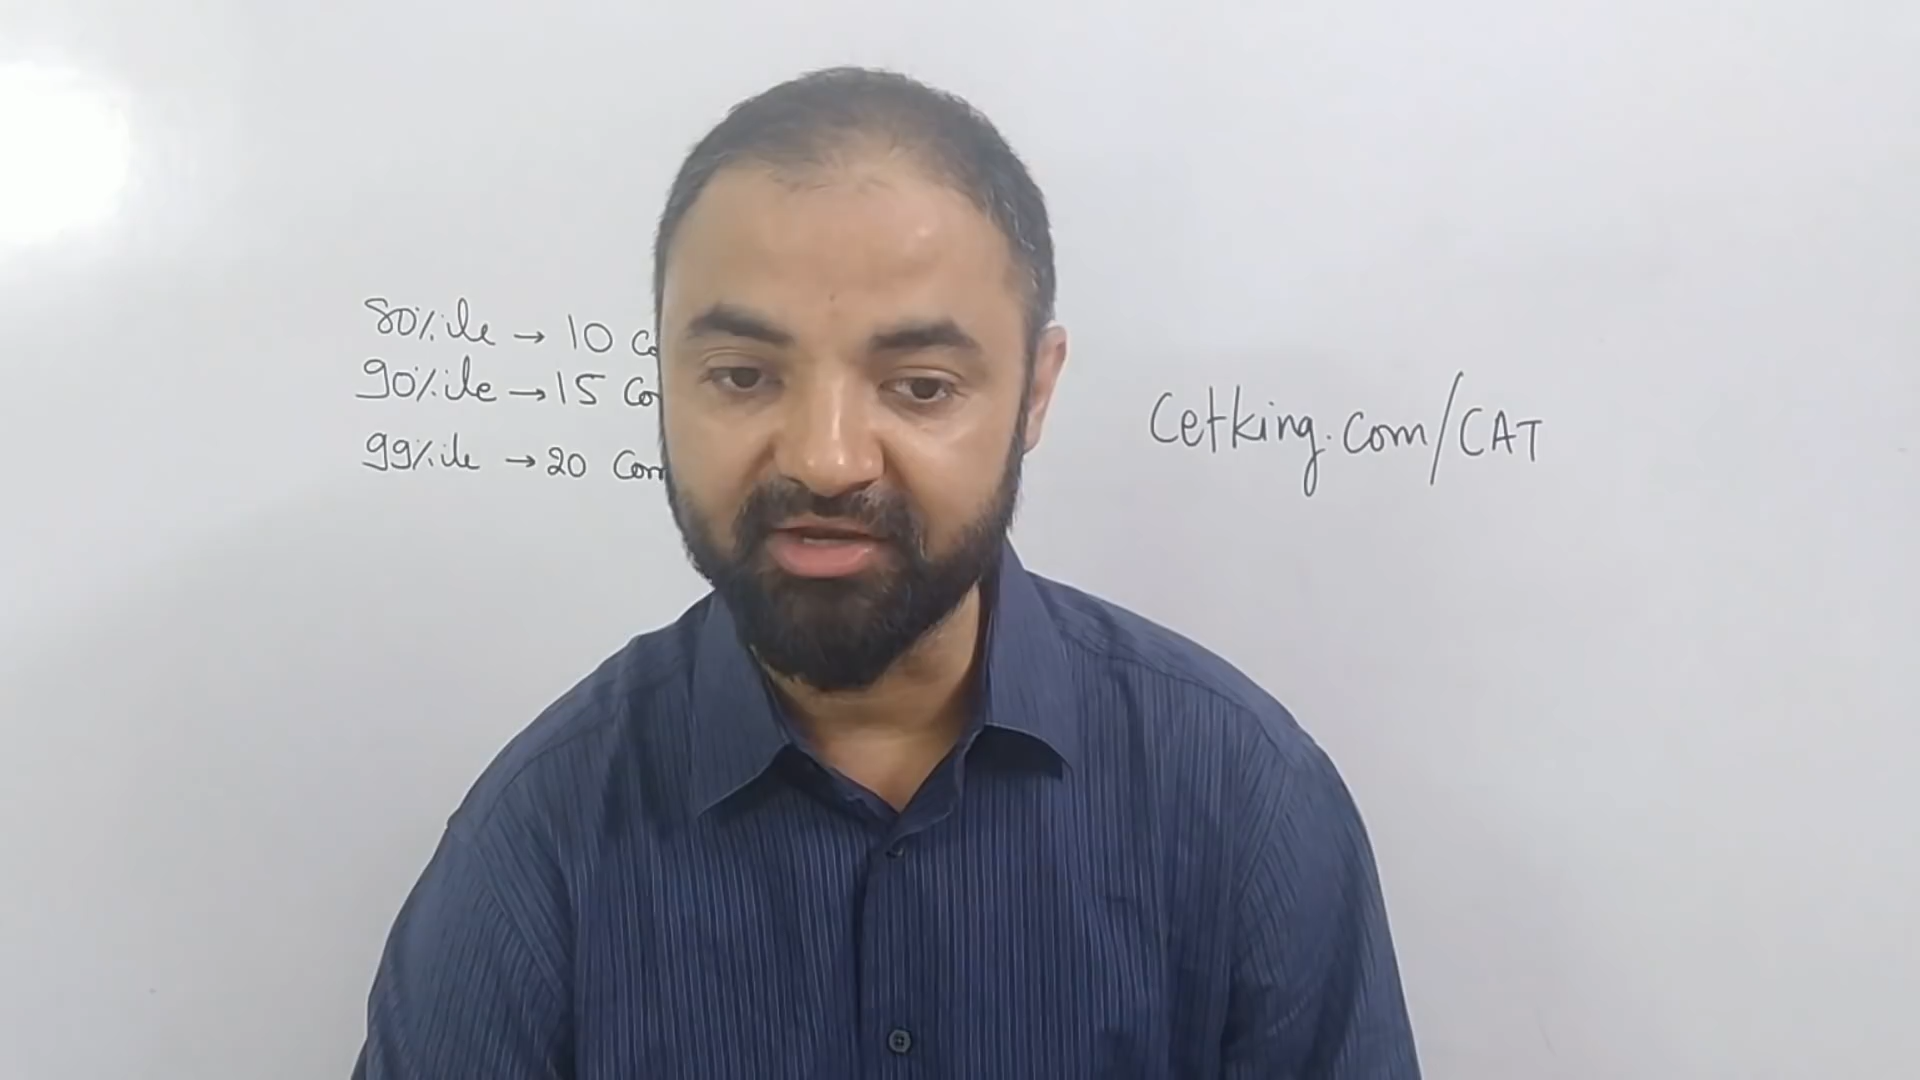 80%ile → 10
90%ile → 15
99%ile → 20
Cetking.com/CAT